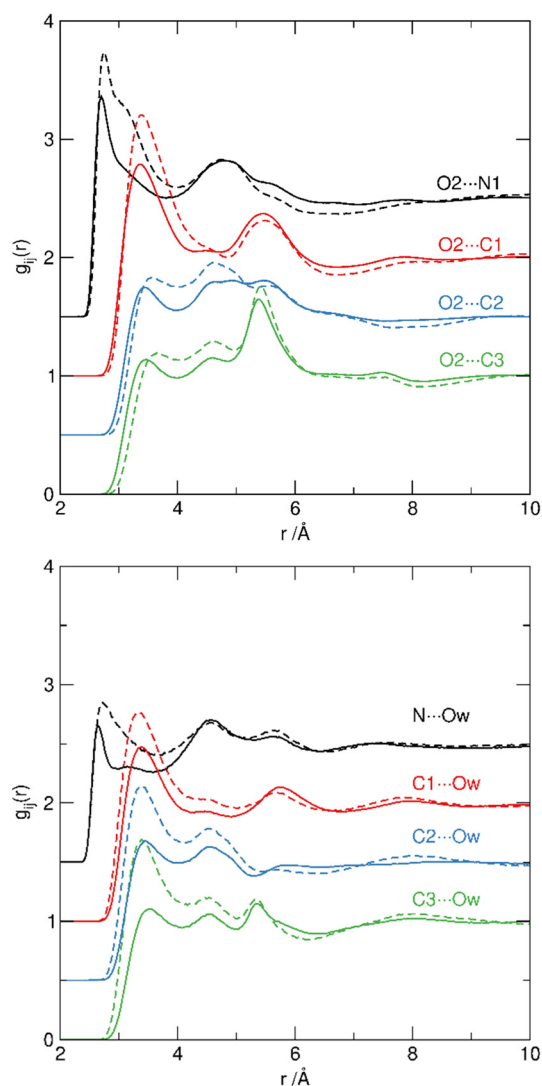 4
3
2
1
0
g_ij(r)
O2···N1
O2···C1
O2···C2
O2···C3
2 4 6 8 10
r /Å
4
3
2
1
0
g_ij(r)
N···Ow
C1···Ow
C2···Ow
C3···Ow
2 4 6 8 10
r /Å